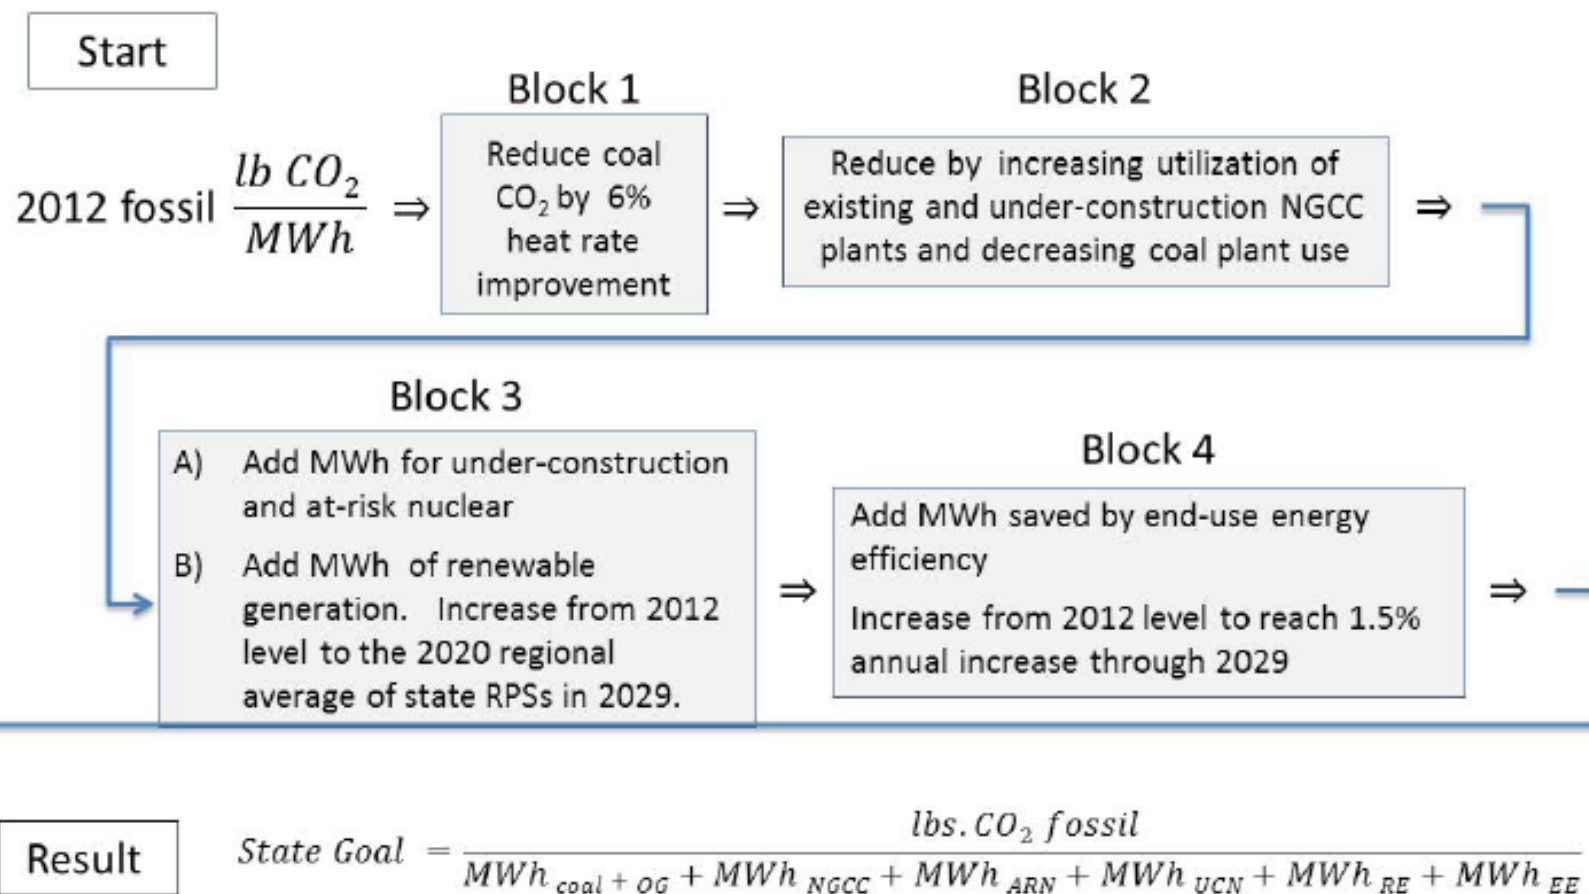 Start
Block 1
Block 2
2012 fossil lb CO₂ / MWh ⇒
Reduce coal
CO₂ by 6%
heat rate
improvement
⇒
Reduce by increasing utilization of
existing and under-construction NGCC
plants and decreasing coal plant use
⇒
Block 3
A) Add MWh for under-construction
and at-risk nuclear
B) Add MWh of renewable
generation. Increase from 2012
level to the 2020 regional
average of state RPSs in 2029.
⇒
Block 4
Add MWh saved by end-use energy
efficiency
Increase from 2012 level to reach 1.5%
annual increase through 2029
⇒
Result
State Goal =
lbs. CO₂ fossil
MWh coal + OG + MWh NGCC + MWh ARN + MWh UCN + MWh RE + MWh EE